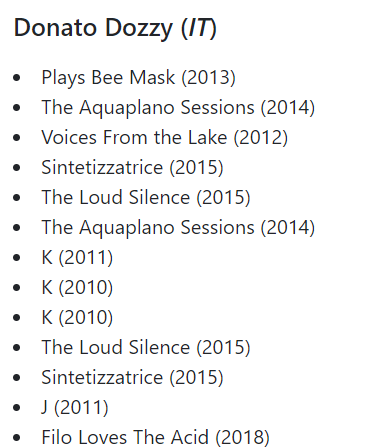 Donato Dozzy (IT)
Plays Bee Mask (2013)
The Aquaplano Sessions (2014)
Voices From the Lake (2012)
Sintetizzatrice (2015)
The Loud Silence (2015)
The Aquaplano Sessions (2014)
K (2011)
K (2010)
K (2010)
The Loud Silence (2015)
Sintetizzatrice (2015)
J (2011)
Filo Loves The Acid (2018)